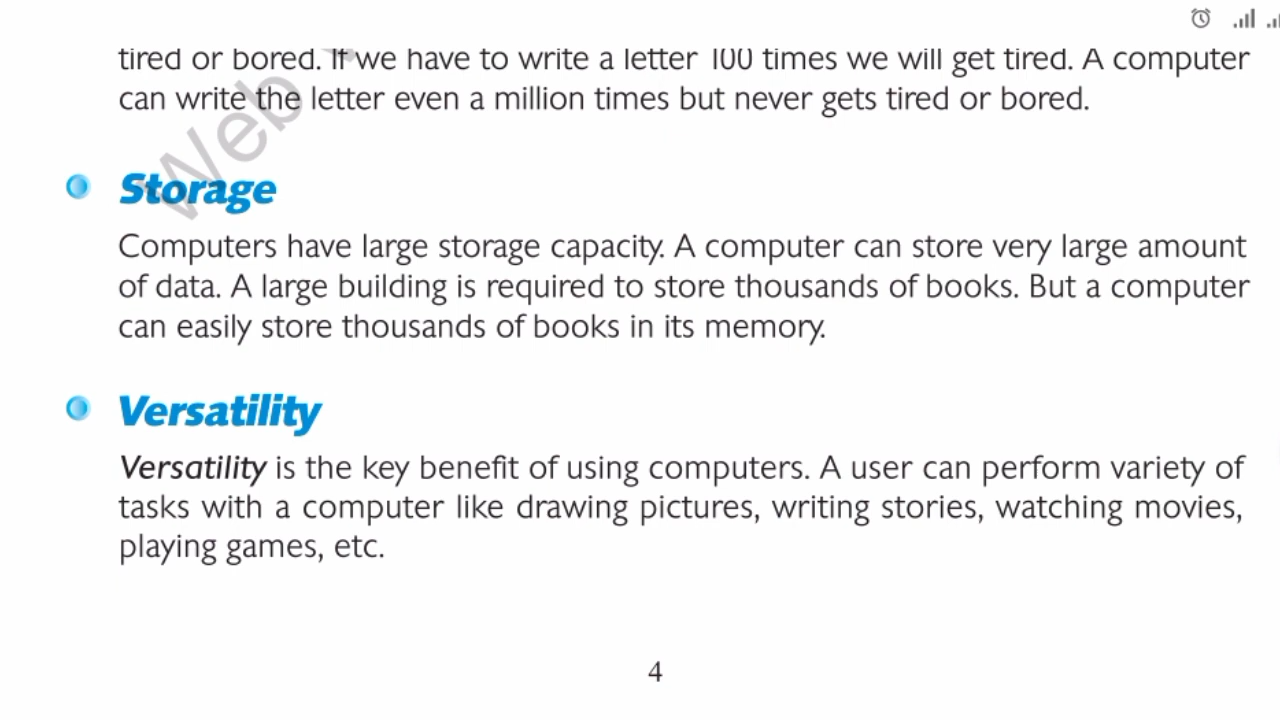 tired or bored. If we have to write a letter 100 times we will get tired. A computer
can write the letter even a million times but never gets tired or bored.
Web
Storage
Computers have large storage capacity. A computer can store very large amount
of data. A large building is required to store thousands of books. But a computer
can easily store thousands of books in its memory.
Versatility
Versatility is the key benefit of using computers. A user can perform variety of
tasks with a computer like drawing pictures, writing stories, watching movies,
playing games, etc.
4